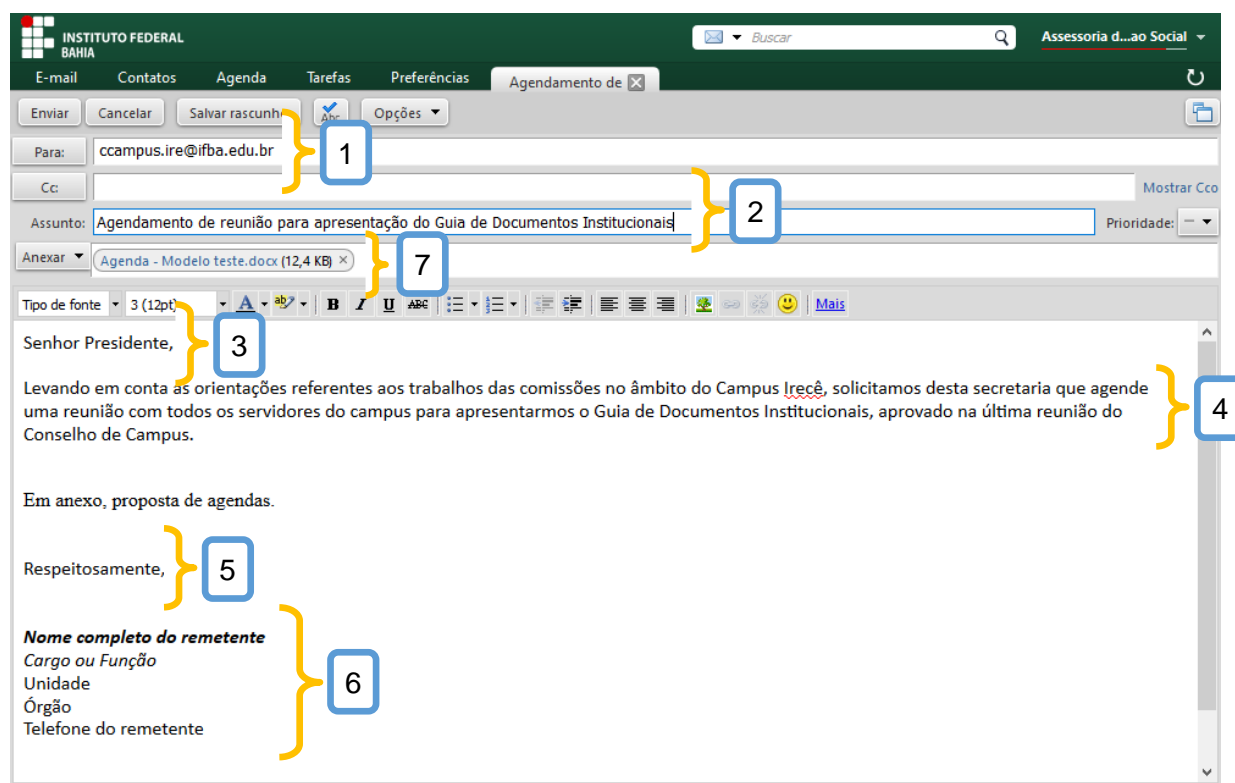 INSTITUTO FEDERAL
BAHIA
Buscar
Assessoria d...ao Social
E-mail Contatos Agenda Tarefas Preferências Agendamento de
Enviar Cancelar Salvar rascunho Abc Opções
Para: ccampus.ire@ifba.edu.br
1
Cc: Mostrar Cco
2
Assunto: Agendamento de reunião para apresentação do Guia de Documentos Institucionais Prioridade:
Anexar Agenda - Modelo teste.docx (12,4 KB)
7
Tipo de fonte 3 (12pt) A ab B I U ABC Mais
Senhor Presidente,
3
Levando em conta as orientações referentes aos trabalhos das comissões no âmbito do Campus Irecê, solicitamos desta secretaria que agende
uma reunião com todos os servidores do campus para apresentarmos o Guia de Documentos Institucionais, aprovado na última reunião do
Conselho de Campus.
4
Em anexo, proposta de agendas.
Respeitosamente,
5
Nome completo do remetente
Cargo ou Função
Unidade
Órgão
Telefone do remetente
6